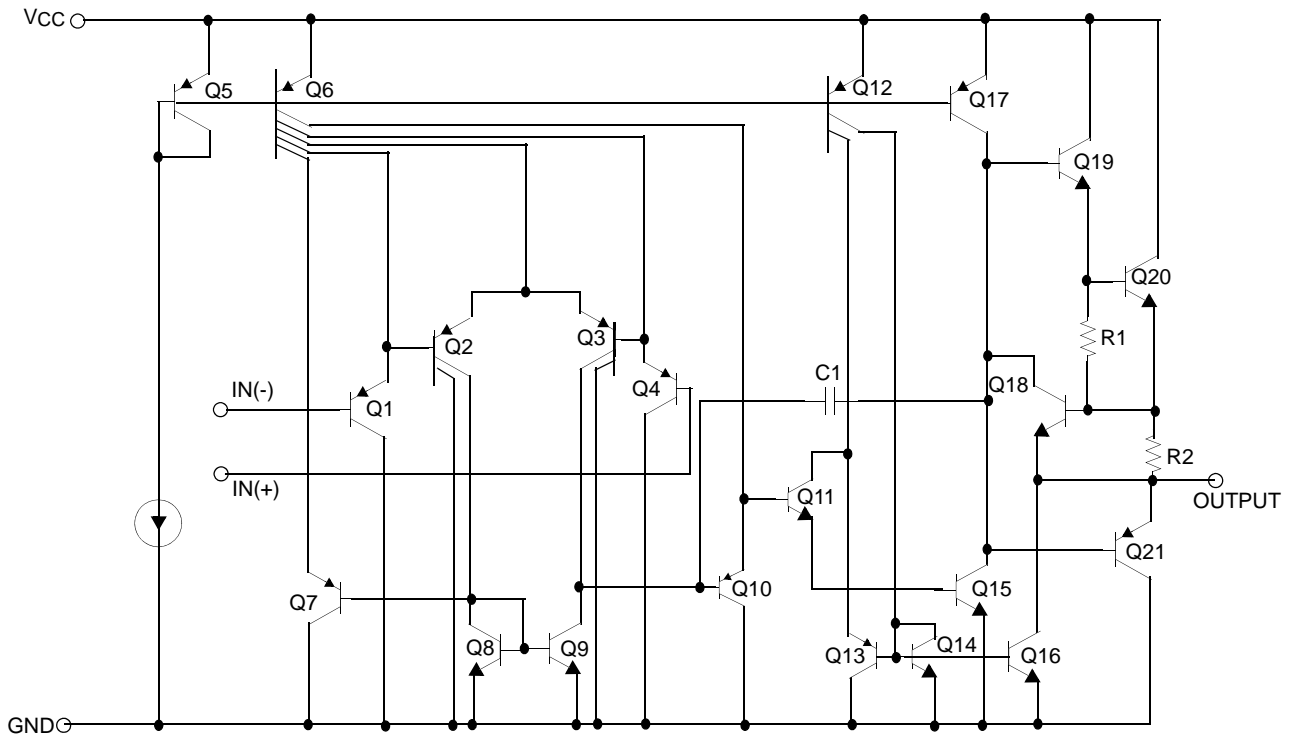 VCC
Q5
Q6
Q12
Q17
Q19
Q20
Q2
Q3
R1
Q4
C1
Q18
IN(-)
Q1
R2
IN(+)
Q11
OUTPUT
Q21
Q7
Q10
Q15
Q8
Q9
Q13
Q14
Q16
GND